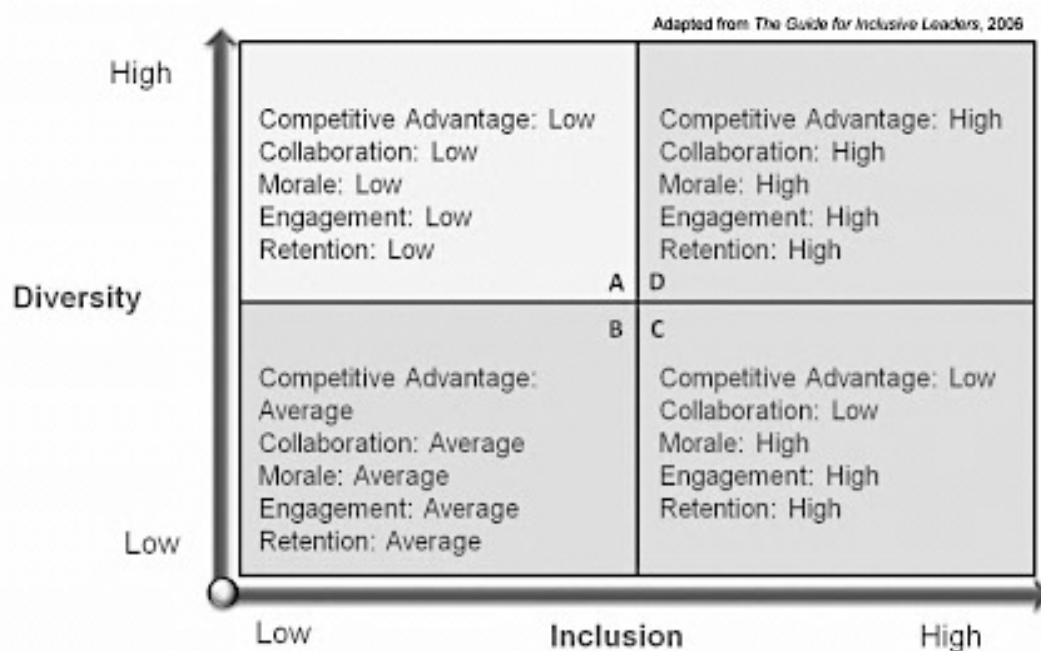 Adapted from The Guide for Inclusive Leaders, 2006
High
Competitive Advantage: Low
Collaboration: Low
Morale: Low
Engagement: Low
Retention: Low
A
Competitive Advantage: High
Collaboration: High
Morale: High
Engagement: High
Retention: High
D
Diversity
B
Competitive Advantage:
Average
Collaboration: Average
Morale: Average
Engagement: Average
Retention: Average
C
Competitive Advantage: Low
Collaboration: Low
Morale: High
Engagement: High
Retention: High
Low
Low
Inclusion
High